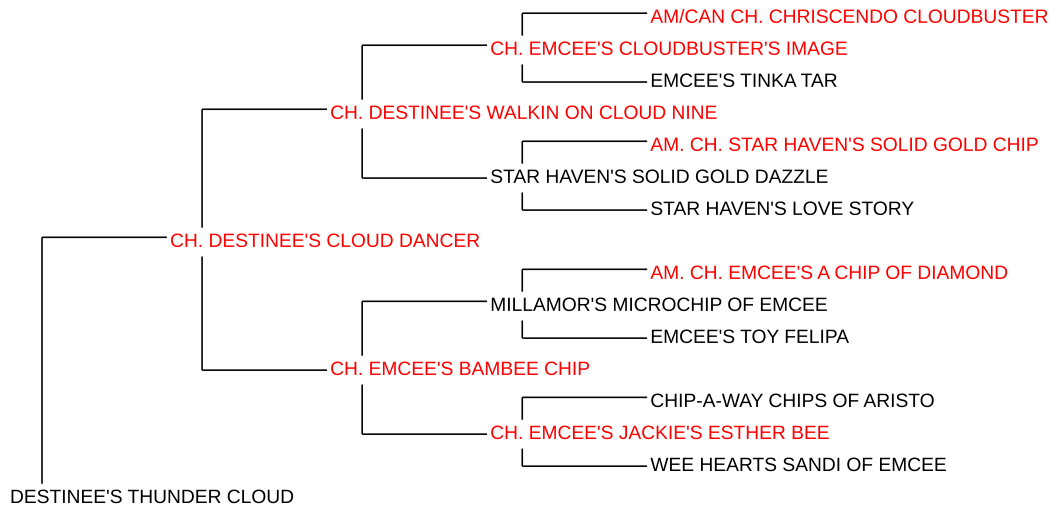 AM/CAN CH. CHRISCENDO CLOUDBUSTER
CH. EMCEE'S CLOUDBUSTER'S IMAGE
EMCEE'S TINKA TAR
CH. DESTINEE'S WALKIN ON CLOUD NINE
AM. CH. STAR HAVEN'S SOLID GOLD CHIP
STAR HAVEN'S SOLID GOLD DAZZLE
STAR HAVEN'S LOVE STORY
CH. DESTINEE'S CLOUD DANCER
AM. CH. EMCEE'S A CHIP OF DIAMOND
MILLAMOR'S MICROCHIP OF EMCEE
EMCEE'S TOY FELIPA
CH. EMCEE'S BAMBEE CHIP
CHIP-A-WAY CHIPS OF ARISTO
CH. EMCEE'S JACKIE'S ESTHER BEE
WEE HEARTS SANDI OF EMCEE
DESTINEE'S THUNDER CLOUD